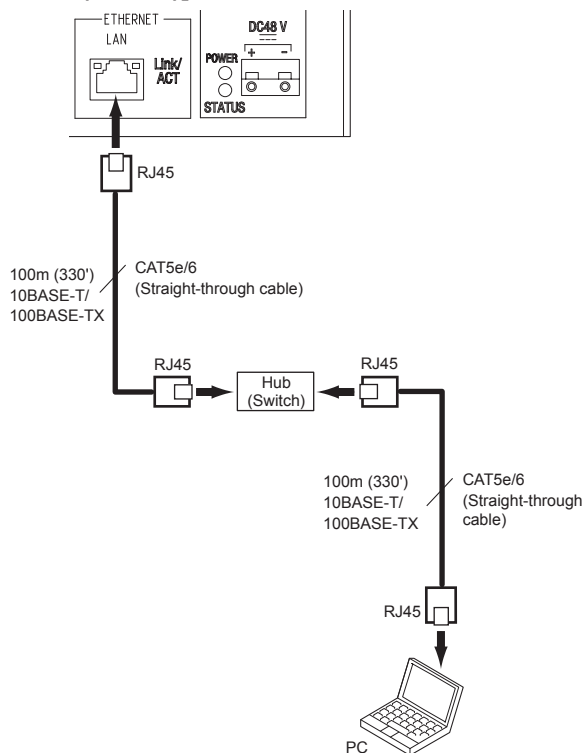 ETHERNET
LAN
Link/
ACT
DC48 V
+ -
POWER
STATUS
RJ45
100m (330')
10BASE-T/
100BASE-TX
CAT5e/6
(Straight-through cable)
RJ45
Hub
(Switch)
RJ45
100m (330')
10BASE-T/
100BASE-TX
CAT5e/6
(Straight-through
cable)
RJ45
PC